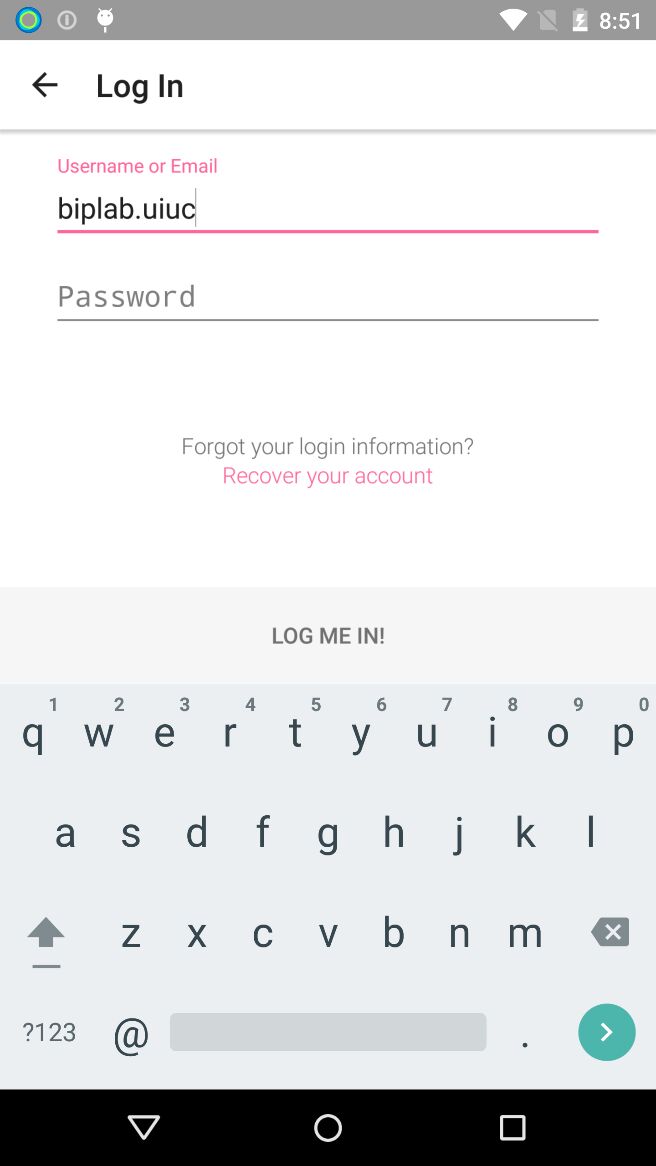 8:51
Log In
Username or Email
biplab.uiuc
Password
Forgot your login information?
Recover your account
LOG ME IN!
1 2 3 4 5 6 7 8 9 0
q w e r t y u i o p
a s d f g h j k l
z x c v b n m
?123 @ .